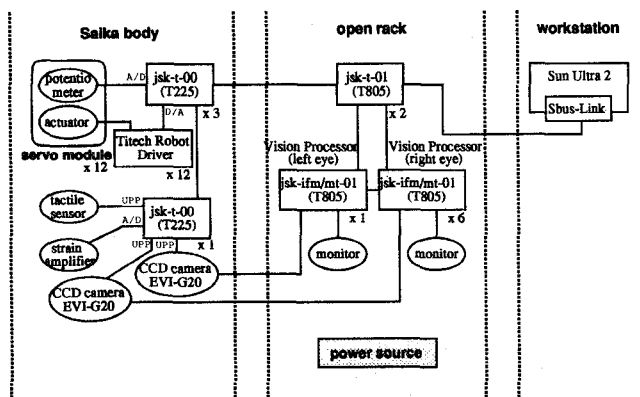 Saika body
open rack
workstation
potentio
meter
A/D
jsk-t-00
(T225)
x 3
jsk-t-01
(T805)
x 2
Sun Ultra 2
Sbus-Link
actuator
D/A
Titech Robot
Driver
x 12
servo module
x 12
Vision Processor
(left eye)
Vision Processor
(right eye)
jsk-ifm/mt-01
(T805)
x 1
jsk-ifm/mt-01
(T805)
x 6
tactile
sensor
UPP
A/D
jsk-t-00
(T225)
x 1
strain
amplifier
UPP
UPP
monitor
monitor
CCD camera
EVI-G20
CCD camera
EVI-G20
power source